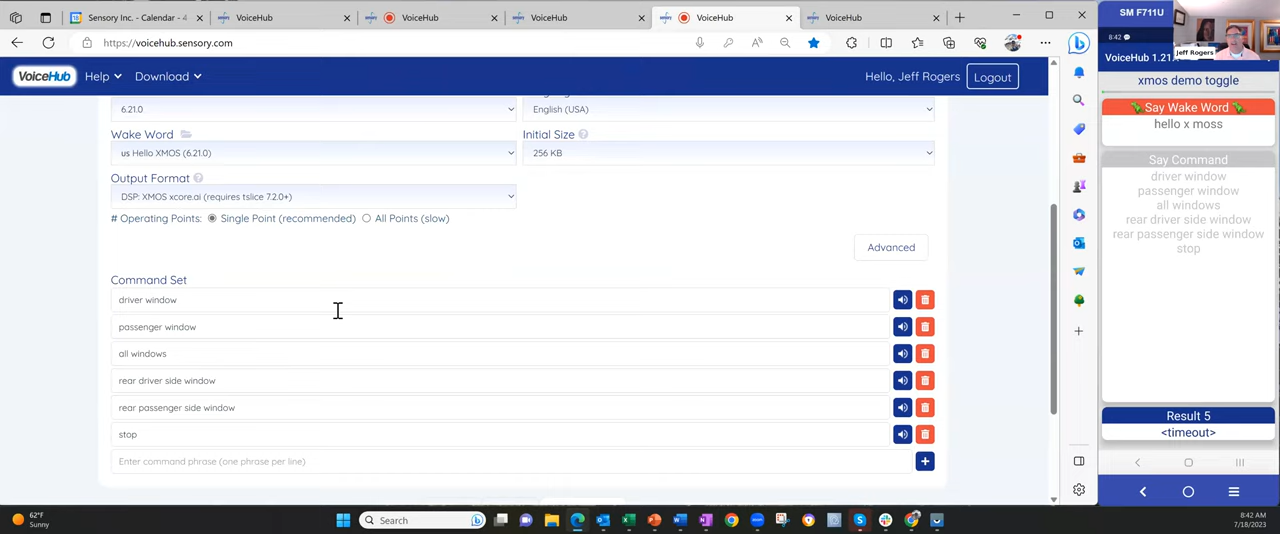 Sensory Inc. - Calendar - 4
VoiceHub
VoiceHub
VoiceHub
VoiceHub
VoiceHub
https://voicehub.sensory.com
VoiceHub
Help
Download
Hello, Jeff Rogers
Logout
6.21.0
English (USA)
Wake Word
Initial Size
us Hello XMOS (6.21.0)
256 KB
Output Format
DSP: XMOS xcore.ai (requires tslice 7.2.0+)
# Operating Points:
Single Point (recommended)
All Points (slow)
Advanced
Command Set
driver window
passenger window
all windows
rear driver side window
rear passenger side window
stop
Enter command phrase (one phrase per line)
SM F711U
8:42
Jeff Rogers
VoiceHub 1.21.
xmos demo toggle
Say Wake Word
hello x moss
Say Command
driver window
passenger window
all windows
rear driver side window
rear passenger side window
stop
Result 5
<timeout>
62°F
Sunny
Search
8:42 AM
7/18/2023